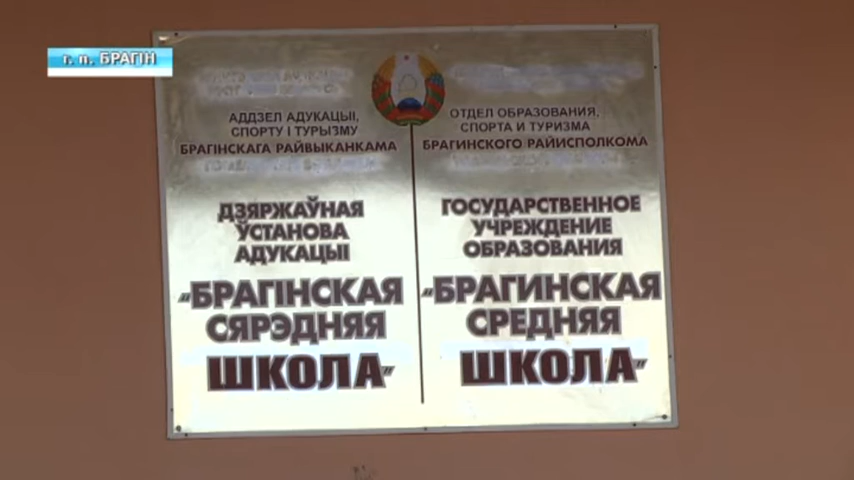 г. п. БРАГІН
АДДЗЕЛ АДУКАЦЫІ,
СПОРТУ І ТУРЫЗМУ
БРАГІНСКАГА РАЙВЫКАНКАМА
ДЗЯРЖАЎНАЯ
ЎСТАНОВА
АДУКАЦЫІ
„БРАГІНСКАЯ
СЯРЭДНЯЯ
ШКОЛА”
ОТДЕЛ ОБРАЗОВАНИЯ,
СПОРТА И ТУРИЗМА
БРАГИНСКОГО РАЙИСПОЛКОМА
ГОСУДАРСТВЕННОЕ
УЧРЕЖДЕНИЕ
ОБРАЗОВАНИЯ
„БРАГИНСКАЯ
СРЕДНЯЯ
ШКОЛА”